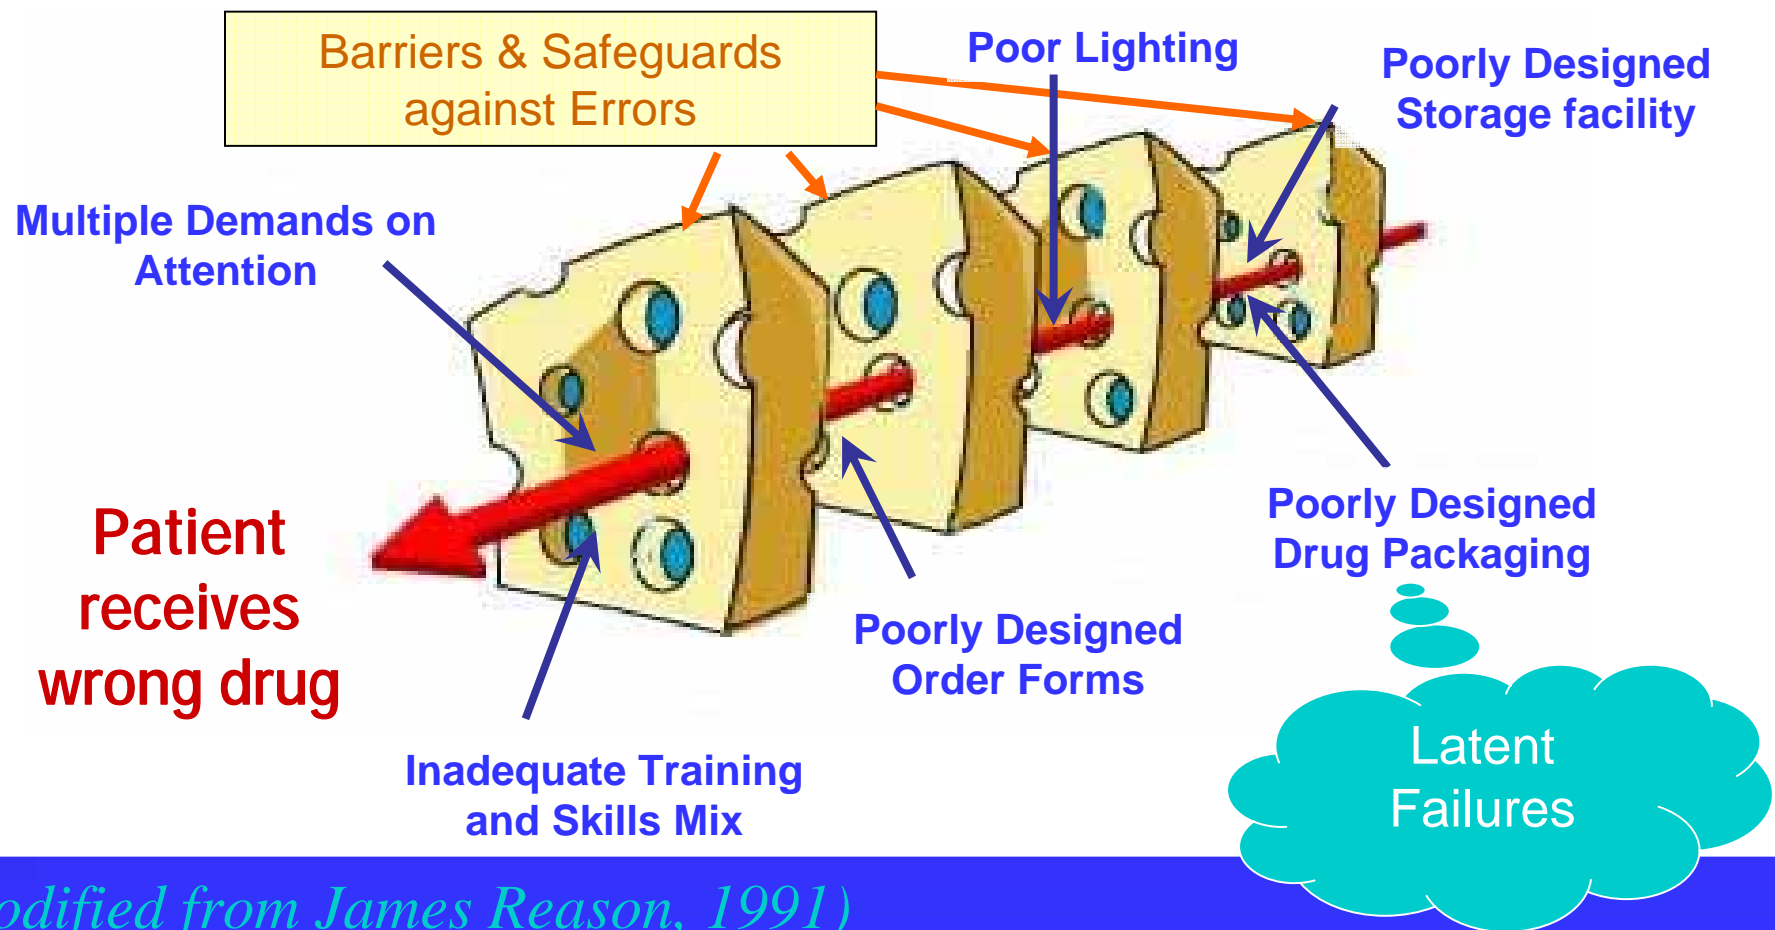 Barriers & Safeguards
against Errors
Poor Lighting
Poorly Designed
Storage facility
Multiple Demands on
Attention
Patient
receives
wrong drug
Poorly Designed
Drug Packaging
Poorly Designed
Order Forms
Inadequate Training
and Skills Mix
Latent
Failures
odified from James Reason, 1991)